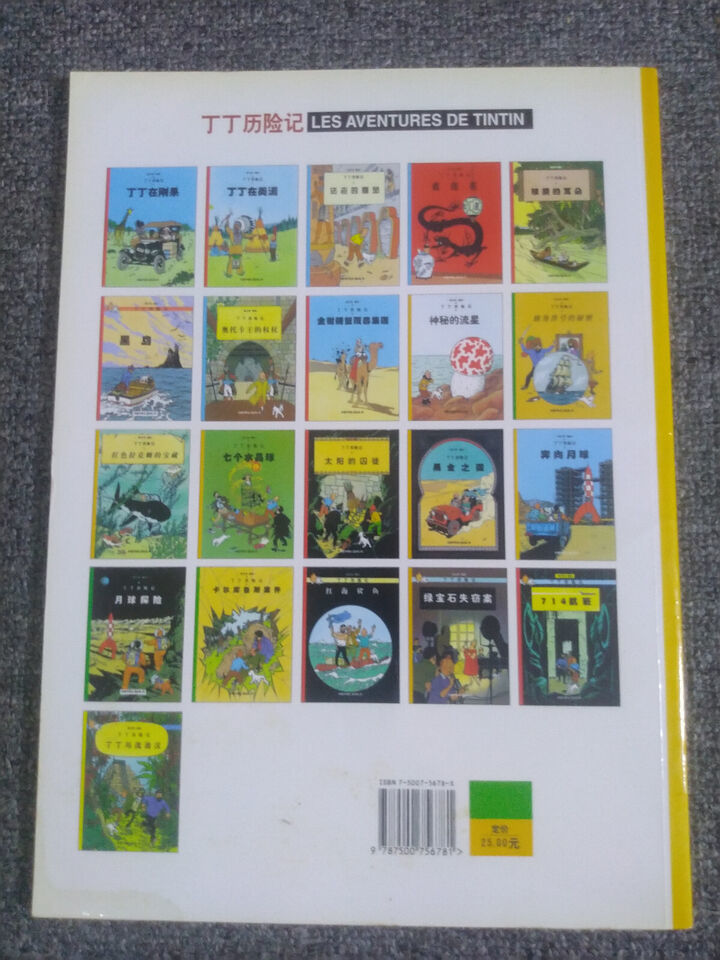 丁丁历险记 LES AVENTURES DE TINTIN
丁丁在刚果
丁丁在美洲
法老的雪茄
蓝莲花
破损的耳朵
黑岛
奥托卡王的权杖
金钳螃蟹贩毒集团
神秘的流星
独角兽号的秘密
红色拉克姆的宝藏
七个水晶球
太阳的囚徒
黑金之国
奔向月球
月球探险
卡尔库鲁斯案件
红海鲨鱼
绿宝石失窃案
714航班
丁丁与流浪汉
ISBN 7-5007-5678-X
9 787500 756781 >
定价
25.00元